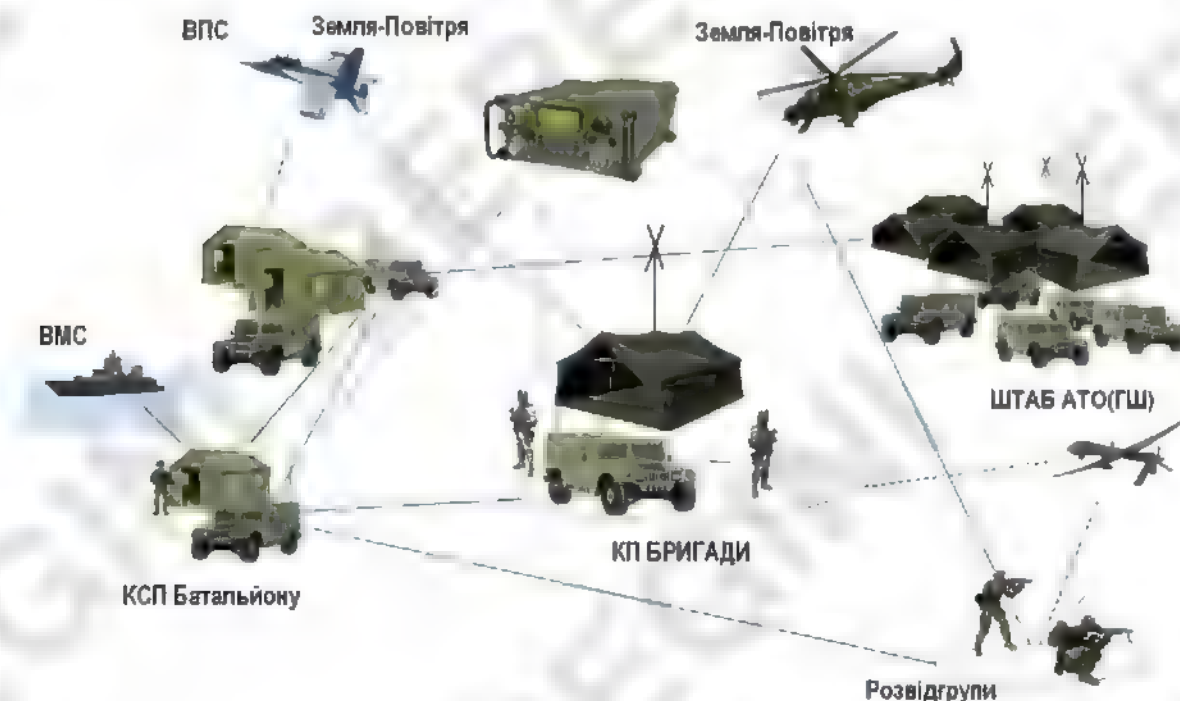 ВПС
Земля-Повітря
Земля-Повітря
ВМС
ШТАБ АТО(ГШ)
КП БРИГАДИ
КСП Батальйону
Розвідгрупи